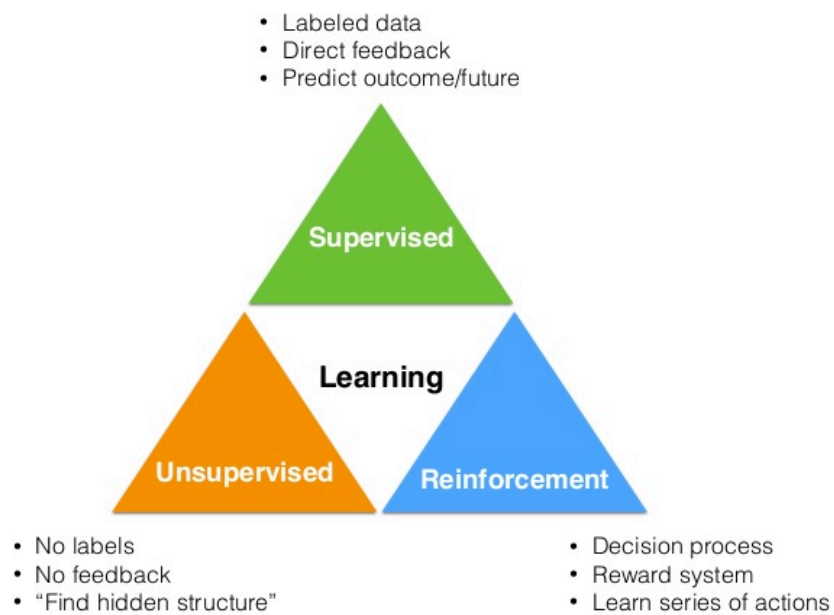 • Labeled data
• Direct feedback
• Predict outcome/future
Supervised
Learning
Unsupervised
Reinforcement
• No labels
• No feedback
• “Find hidden structure”
• Decision process
• Reward system
• Learn series of actions